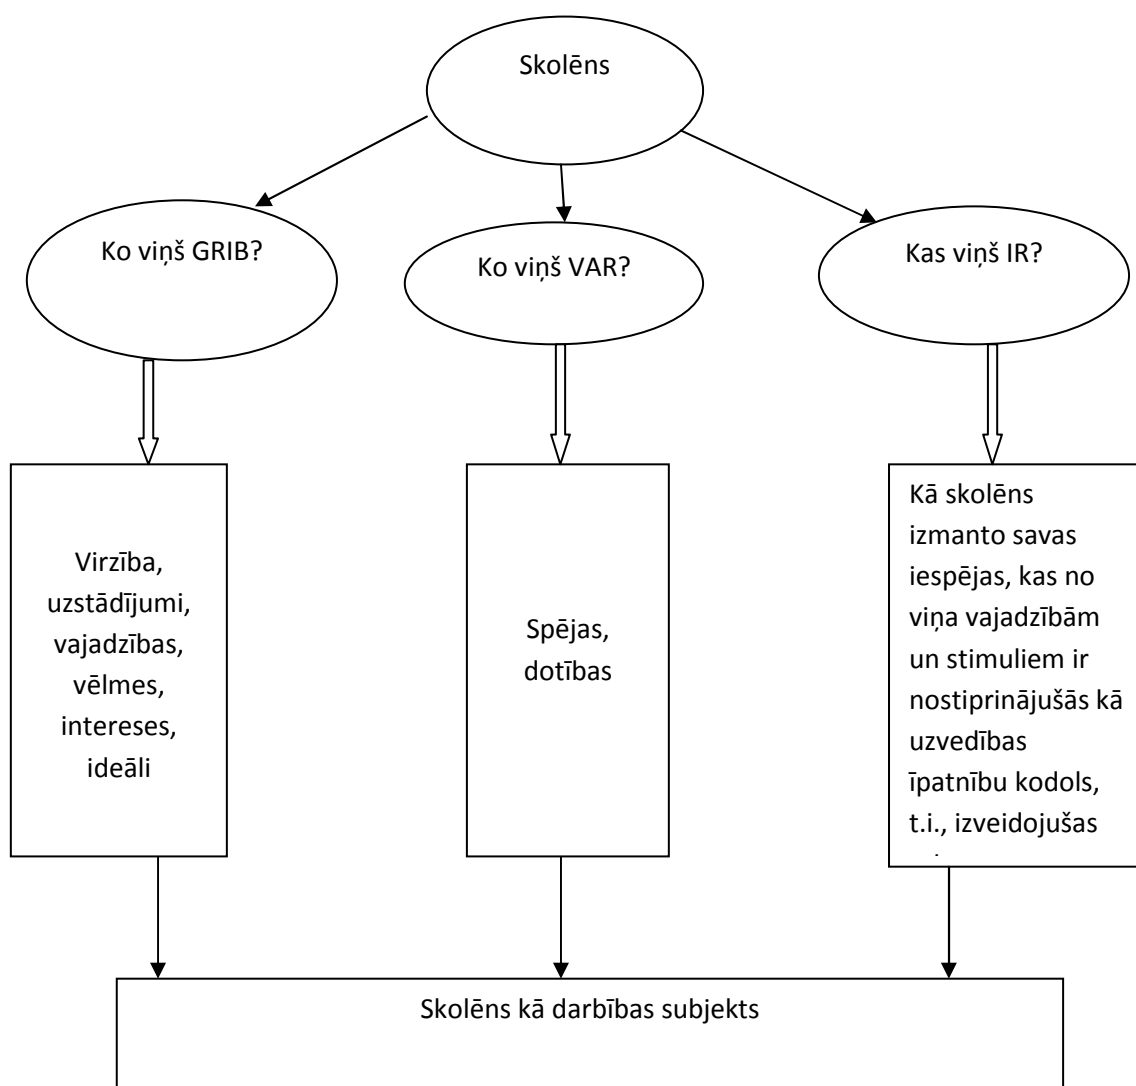 Skolēns
Ko viņš GRIB?
Ko viņš VAR?
Kas viņš IR?
Virzība,
uzstādījumi,
vajadzības,
vēlmes,
intereses,
ideāli
Spējas,
dotības
Kā skolēns
izmanto savas
iespējas, kas no
viņa vajadzībām
un stimuliem ir
nostiprinājušās kā
uzvedības
īpatnību kodols,
t.i., izveidojušas
Skolēns kā darbības subjekts